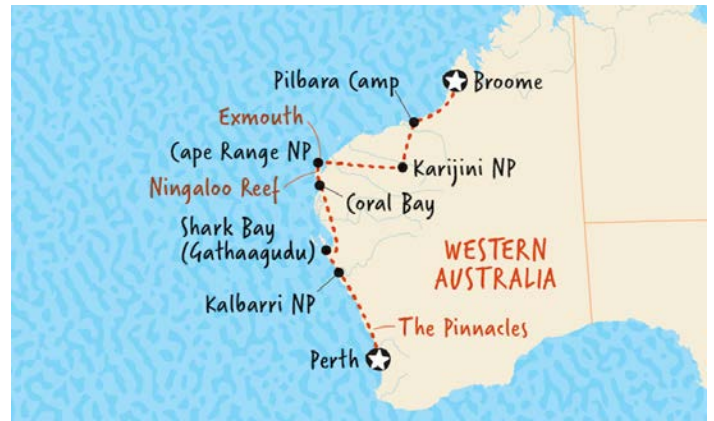 Pilbara Camp
Broome
Exmouth
Cape Range NP
Karijini NP
Ningaloo Reef
Coral Bay
Shark Bay
(Gathaagudu)
WESTERN
AUSTRALIA
Kalbarri NP
The Pinnacles
Perth